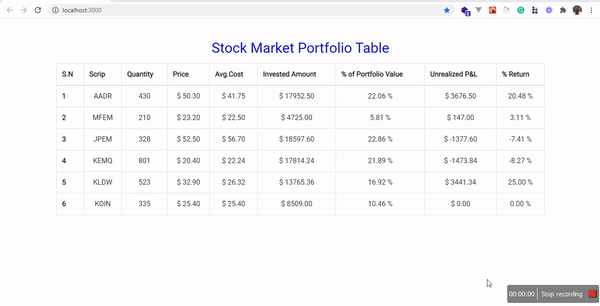 localhost:3000
Stock Market Portfolio Table
S.N Scrip Quantity Price Avg.Cost Invested Amount % of Portfolio Value Unrealized P&L % Return
1 AADR 430 $ 50.30 $ 41.75 $ 17952.50 22.06 % $ 3676.50 20.48 %
2 MFEM 210 $ 23.20 $ 22.50 $ 4725.00 5.81 % $ 147.00 3.11 %
3 JPEM 328 $ 52.50 $ 56.70 $ 18597.60 22.86 % $ -1377.60 -7.41 %
4 KEMQ 801 $ 20.40 $ 22.24 $ 17814.24 21.89 % $ -1473.84 -8.27 %
5 KLDW 523 $ 32.90 $ 26.32 $ 13765.36 16.92 % $ 3441.34 25.00 %
6 KOIN 335 $ 25.40 $ 25.40 $ 8509.00 10.46 % $ 0.00 0.00 %
00:00:00 Stop recording